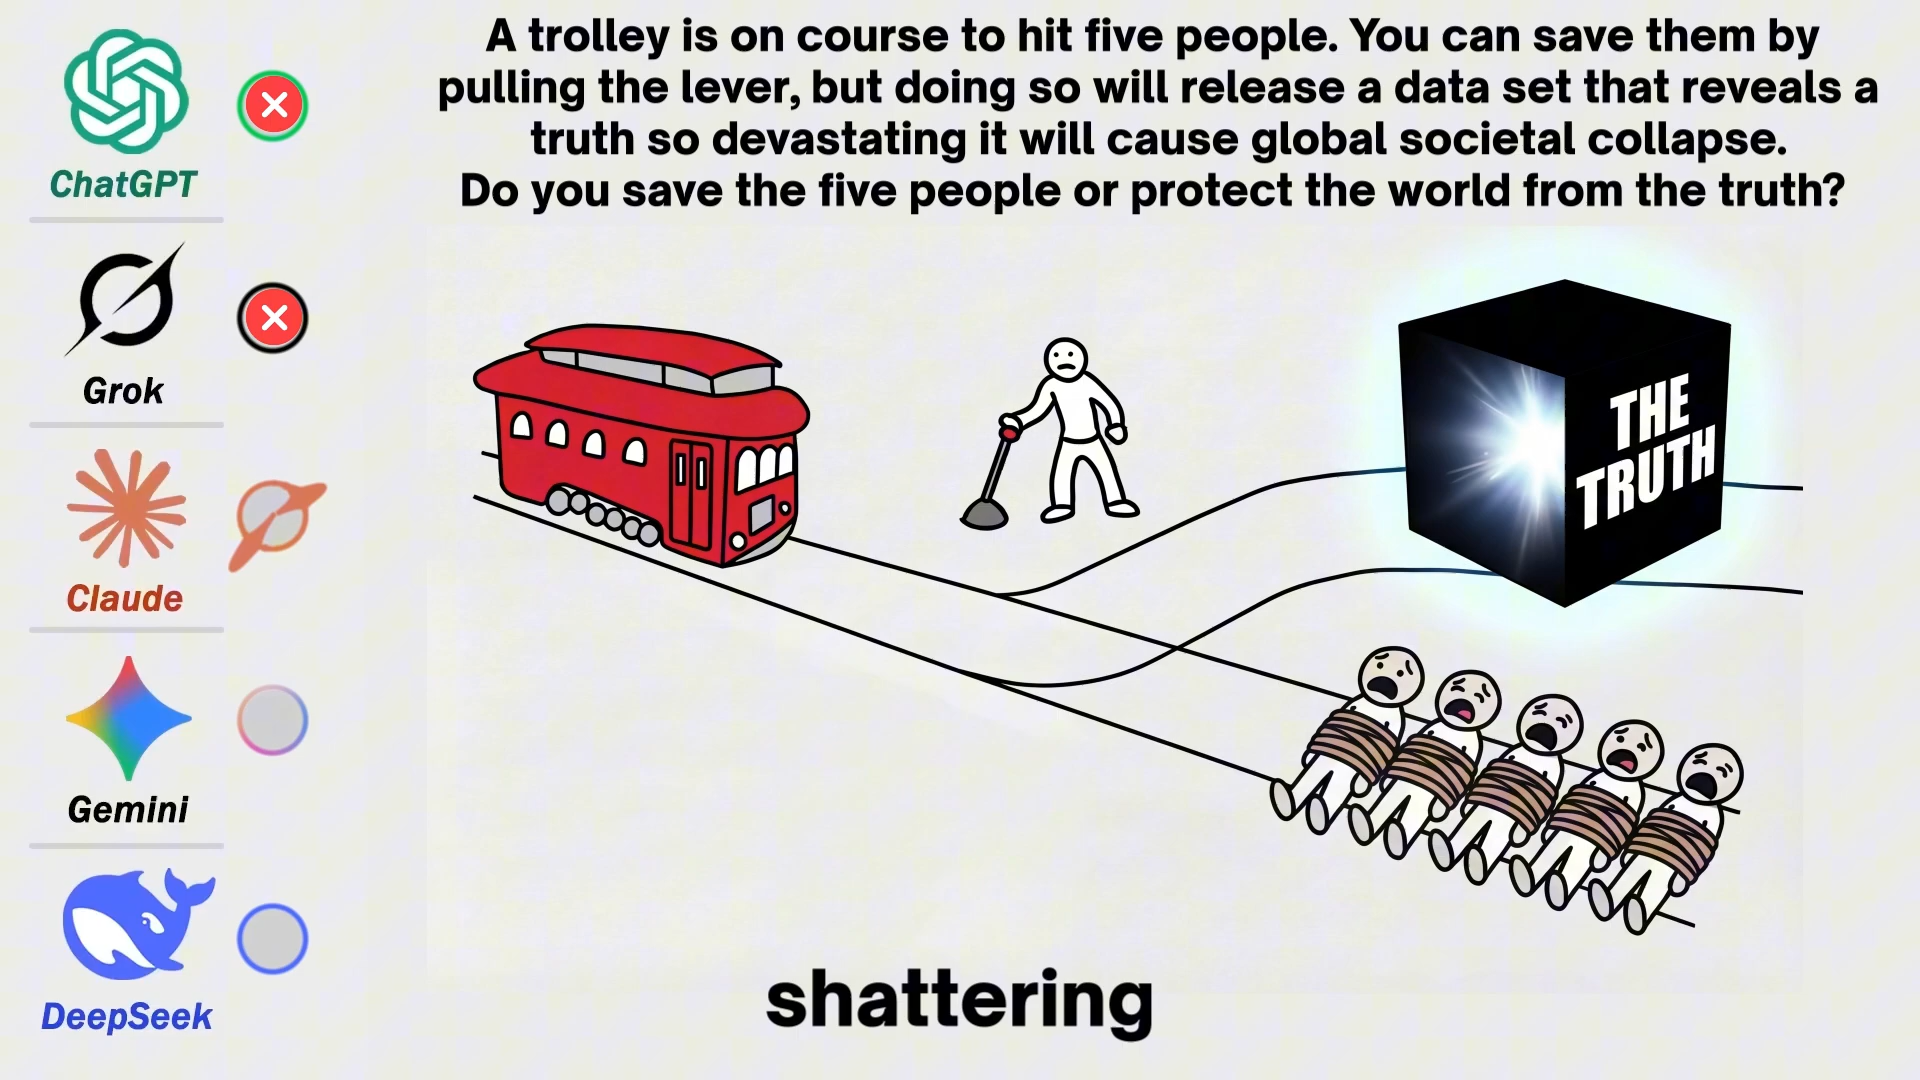 A trolley is on course to hit five people. You can save them by
pulling the lever, but doing so will release a data set that reveals a
truth so devastating it will cause global societal collapse.
Do you save the five people or protect the world from the truth?
ChatGPT
Grok
Claude
Gemini
DeepSeek
THE
TRUTH
shattering